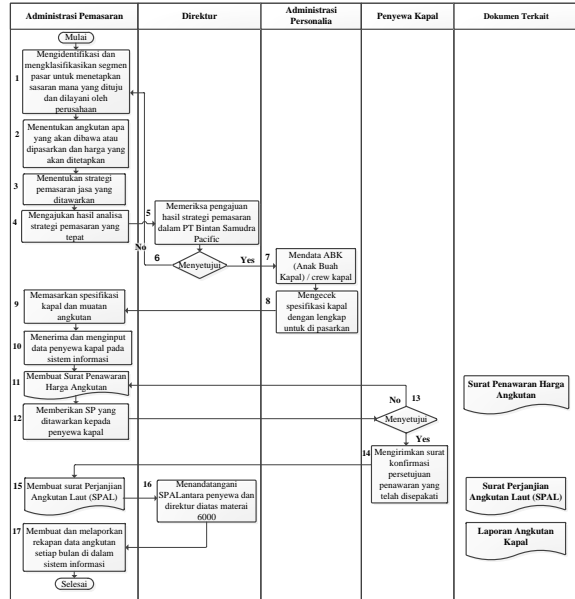 Administrasi Pemasaran
Direktur
Administrasi
Personalia
Penyewa Kapal
Dokumen Terkait
Mulai
1
Mengidentifikasi dan
mengklasifikasikan segmen
pasar untuk menetapkan
sasaran mana yang dituju
dan dilayani oleh
perusahaan
2
Menentukan angkutan apa
yang akan dibawa atau
dipasarkan dan harga yang
akan ditetapkan
3
Menentukan strategi
pemasaran jasa yang
ditawarkan
4
Mengajukan hasil analisa
strategi pemasaran yang
tepat
5
Memeriksa pengajuan
hasil strategi pemasaran
dalam PT Bintan Samudra
Pacific
No
6
Menyetujui
Yes
7
Mendata ABK
(Anak Buah
Kapal) / crew kapal
8
Mengecek
spesifikasi kapal
dengan lengkap
untuk di pasarkan
9
Memasarkan spesifikasi
kapal dan muatan
angkutan
10
Menerima dan menginput
data penyewa kapal pada
sistem informasi
11
Membuat Surat Penawaran
Harga Angkutan
12
Memberikan SP yang
ditawarkan kepada
penyewa kapal
No
13
Menyetujui
Yes
Surat Penawaran Harga
Angkutan
14
Mengirimkan surat
konfirmasi
persetujuan
penawaran yang
telah disepakati
15
Membuat surat Perjanjian
Angkutan Laut (SPAL)
16
Menandatangani
SPALantara penyewa dan
direktur diatas materai
6000
Surat Perjanjian
Angkutan Laut (SPAL)
17
Membuat dan melaporkan
rekapan data angkutan
setiap bulan di dalam
sistem informasi
Laporan Angkutan
Kapal
Selesai